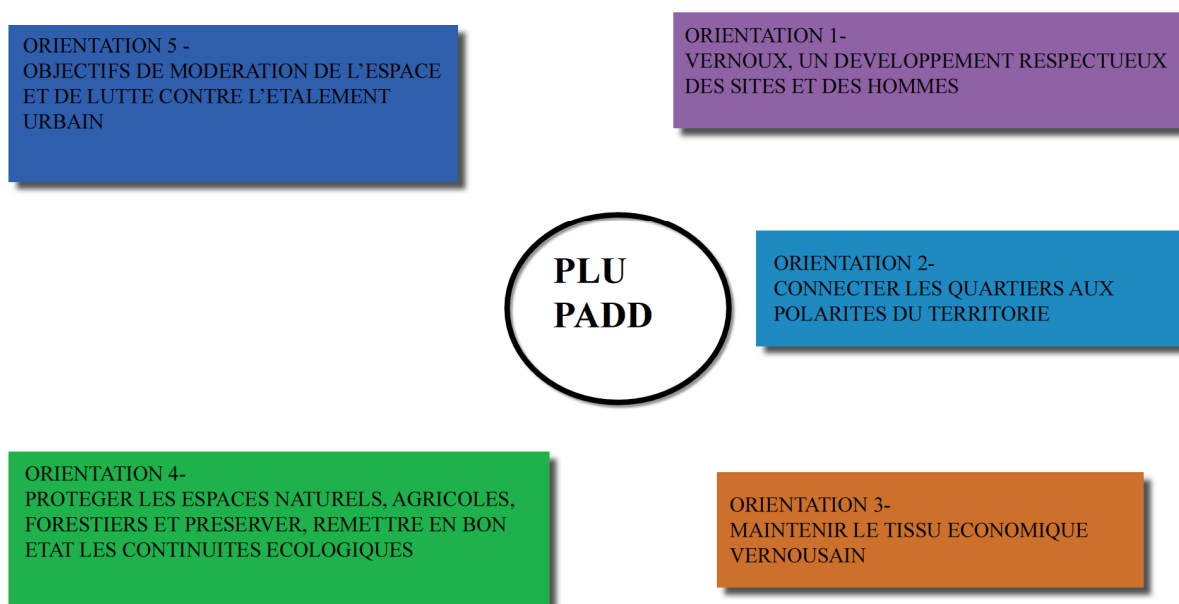 ORIENTATION 5 -
OBJECTIFS DE MODERATION DE L’ESPACE
ET DE LUTTE CONTRE L’ETALEMENT
URBAIN
ORIENTATION 1-
VERNOUX, UN DEVELOPPEMENT RESPECTUEUX
DES SITES ET DES HOMMES
PLU
PADD
ORIENTATION 2-
CONNECTER LES QUARTIERS AUX
POLARITES DU TERRITORIE
ORIENTATION 4-
PROTEGER LES ESPACES NATURELS, AGRICOLES,
FORESTIERS ET PRESERVER, REMETTRE EN BON
ETAT LES CONTINUITES ECOLOGIQUES
ORIENTATION 3-
MAINTENIR LE TISSU ECONOMIQUE
VERNOUSAIN